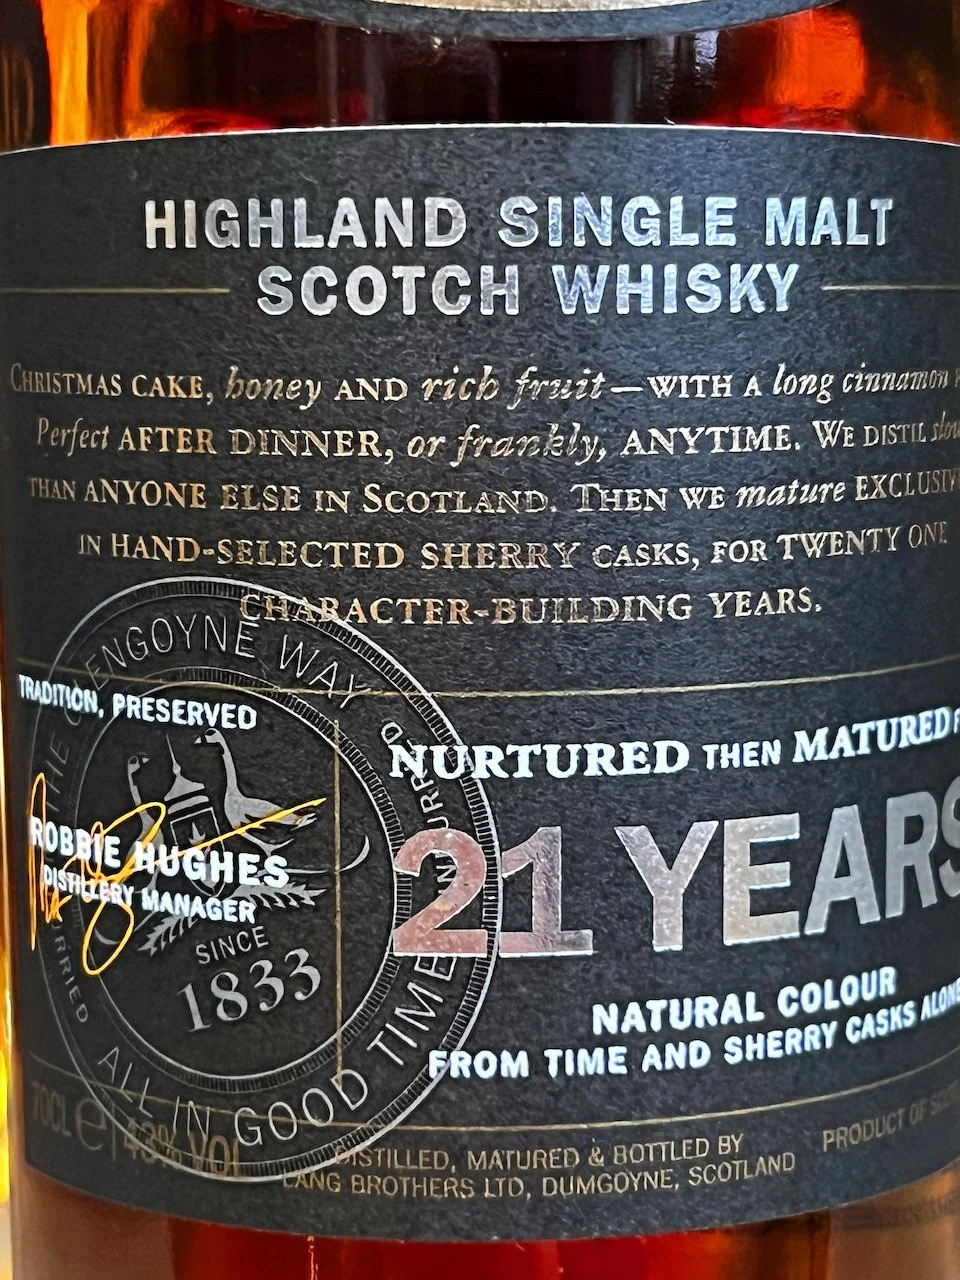 HIGHLAND SINGLE MALT
SCOTCH WHISKY
CHRISTMAS CAKE, honey AND rich fruit—WITH A long cinnamon
Perfect AFTER DINNER, or frankly, ANYTIME. WE DISTIL
THAN ANYONE ELSE IN SCOTLAND. THEN WE mature
IN HAND-SELECTED SHERRY CASKS, FOR TWENTY ONE
CHARACTER-BUILDING YEARS.
THE GLENGOYNE WAY
UNHURRIED
TRADITION, PRESERVED
ROBBIE HUGHES
DISTILLERY MANAGER
SINCE
1833
ALL IN GOOD TIME
NURTURED THEN MATURED
21 YEARS
NATURAL COLOUR
FROM TIME AND SHERRY CASKS ALONE
70CL e | 43% VOL
DISTILLED, MATURED & BOTTLED BY
LANG BROTHERS LTD, DUMGOYNE, SCOTLAND
PRODUCT OF